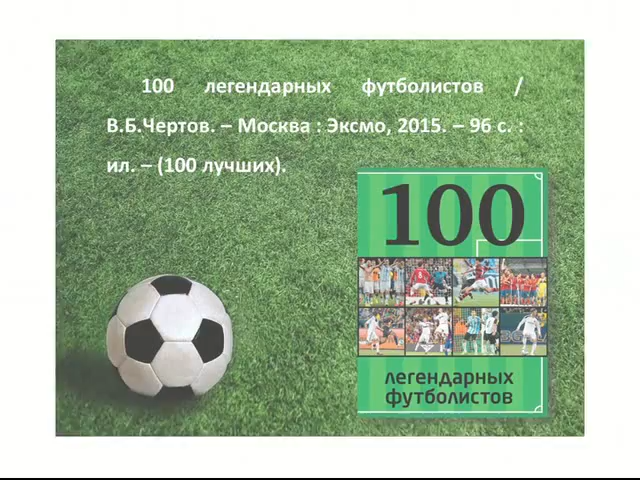 100 легендарных футболистов /
В.Б.Чертов. – Москва : Эксмо, 2015. – 96 с. :
ил. – (100 лучших).
100
легендарных
футболистов